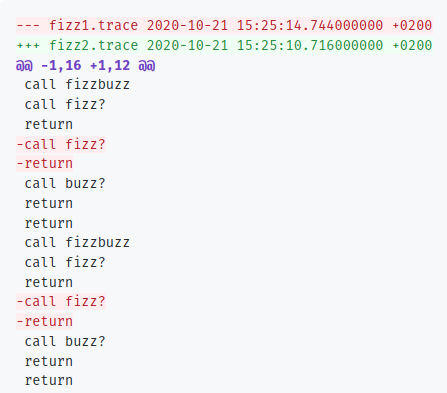 --- fizz1.trace 2020-10-21 15:25:14.744000000 +0200
+++ fizz2.trace 2020-10-21 15:25:10.716000000 +0200
@@ -1,16 +1,12 @@
 call fizzbuzz
 call fizz?
 return
-call fizz?
-return
 call buzz?
 return
 return
 call fizzbuzz
 call fizz?
 return
-call fizz?
-return
 call buzz?
 return
 return